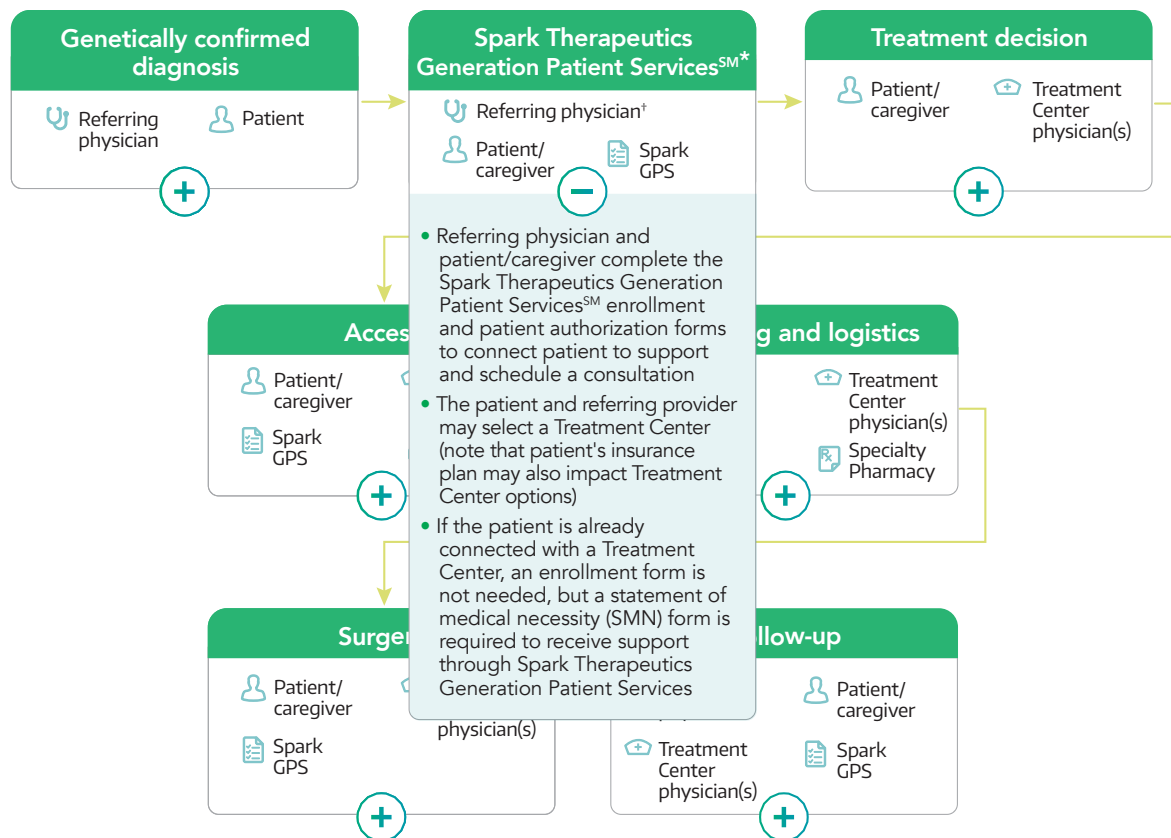 Genetically confirmed
diagnosis
Referring
physician
Patient
Spark Therapeutics
Generation Patient Services℠*
Referring physician†
Patient/
caregiver
Spark
GPS
• Referring physician and
patient/caregiver complete the
Spark Therapeutics Generation
Patient Services℠ enrollment
and patient authorization forms
to connect patient to support
and schedule a consultation
• The patient and referring provider
may select a Treatment Center
(note that patient's insurance
plan may also impact Treatment
Center options)
• If the patient is already
connected with a Treatment
Center, an enrollment form is
not needed, but a statement of
medical necessity (SMN) form is
required to receive support
through Spark Therapeutics
Generation Patient Services
Treatment decision
Patient/
caregiver
Treatment
Center
physician(s)
Patient/
caregiver
Spark
GPS
and logistics
Treatment
Center
physician(s)
Rx
Specialty
Pharmacy
Patient/
caregiver
physician(s)
Spark
GPS
Patient/
caregiver
Treatment
Center
physician(s)
Spark
GPS